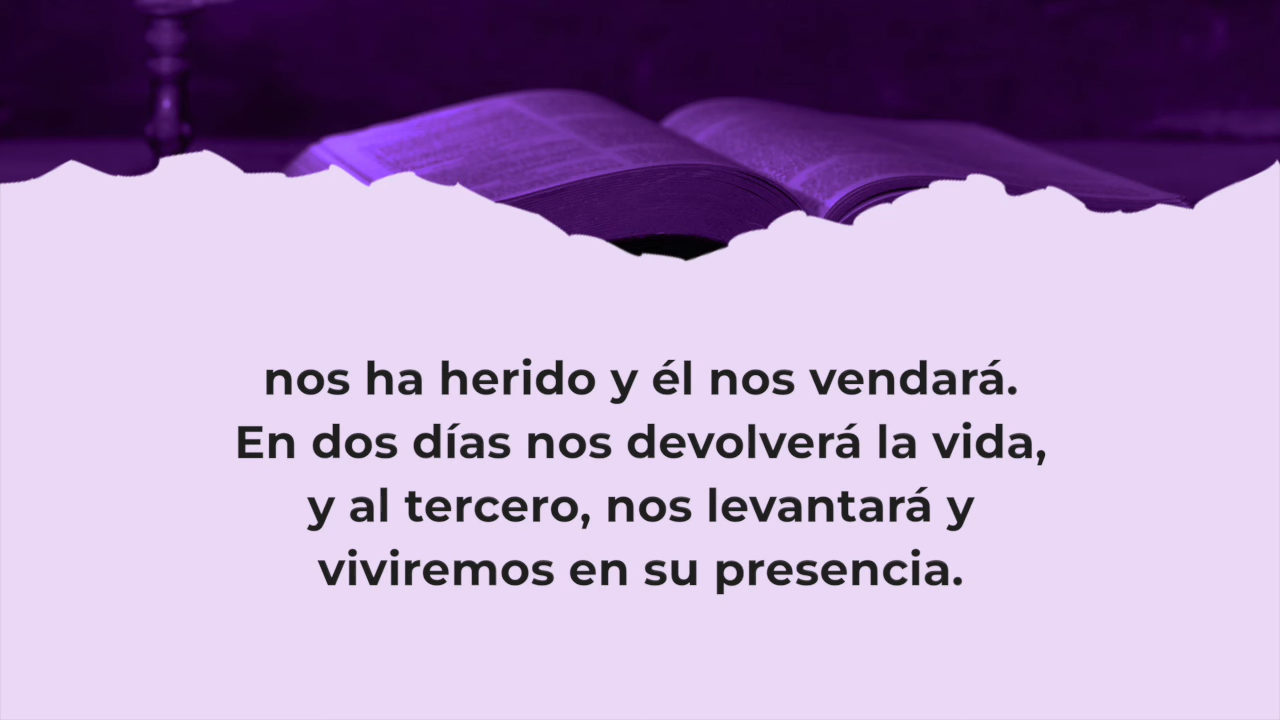 nos ha herido y él nos vendará.
En dos días nos devolverá la vida,
y al tercero, nos levantará y
viviremos en su presencia.